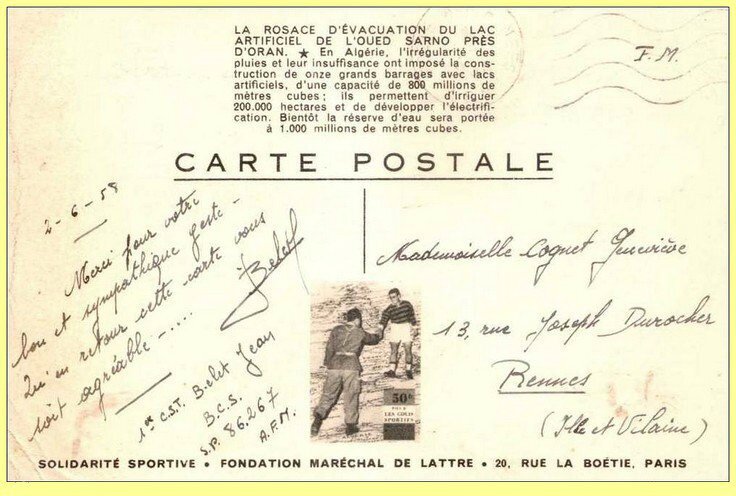 LA ROSACE D'ÉVACUATION DU LAC
ARTIFICIEL DE L'OUED SARNO PRÈS
D'ORAN. ★ En Algérie, l'irrégularité des
pluies et leur insuffisance ont imposé la cons-
truction de onze grands barrages avec lacs
artificiels, d'une capacité de 800 millions de
mètres cubes ; ils permettent d'irriguer
200.000 hectares et de développer l'électrifi-
cation. Bientôt la réserve d'eau sera portée
à 1.000 millions de mètres cubes.
F.M.
CARTE POSTALE
2-6-58
Merci pour votre
bon et sympathique geste -
Qu'en retour cette carte vous
soit agréable -....
Belet
1er C.S.T. Belet Jean
B.C.S.
S.P. 86.267
A.F.N.
Mademoiselle Cognet Geneviève
13, rue Joseph Durocher
Rennes
(Ille et Vilaine)
50F
POUR
LES COLIS
SPORTIFS
SOLIDARITÉ SPORTIVE • FONDATION MARÉCHAL DE LATTRE • 20, RUE LA BOÉTIE, PARIS